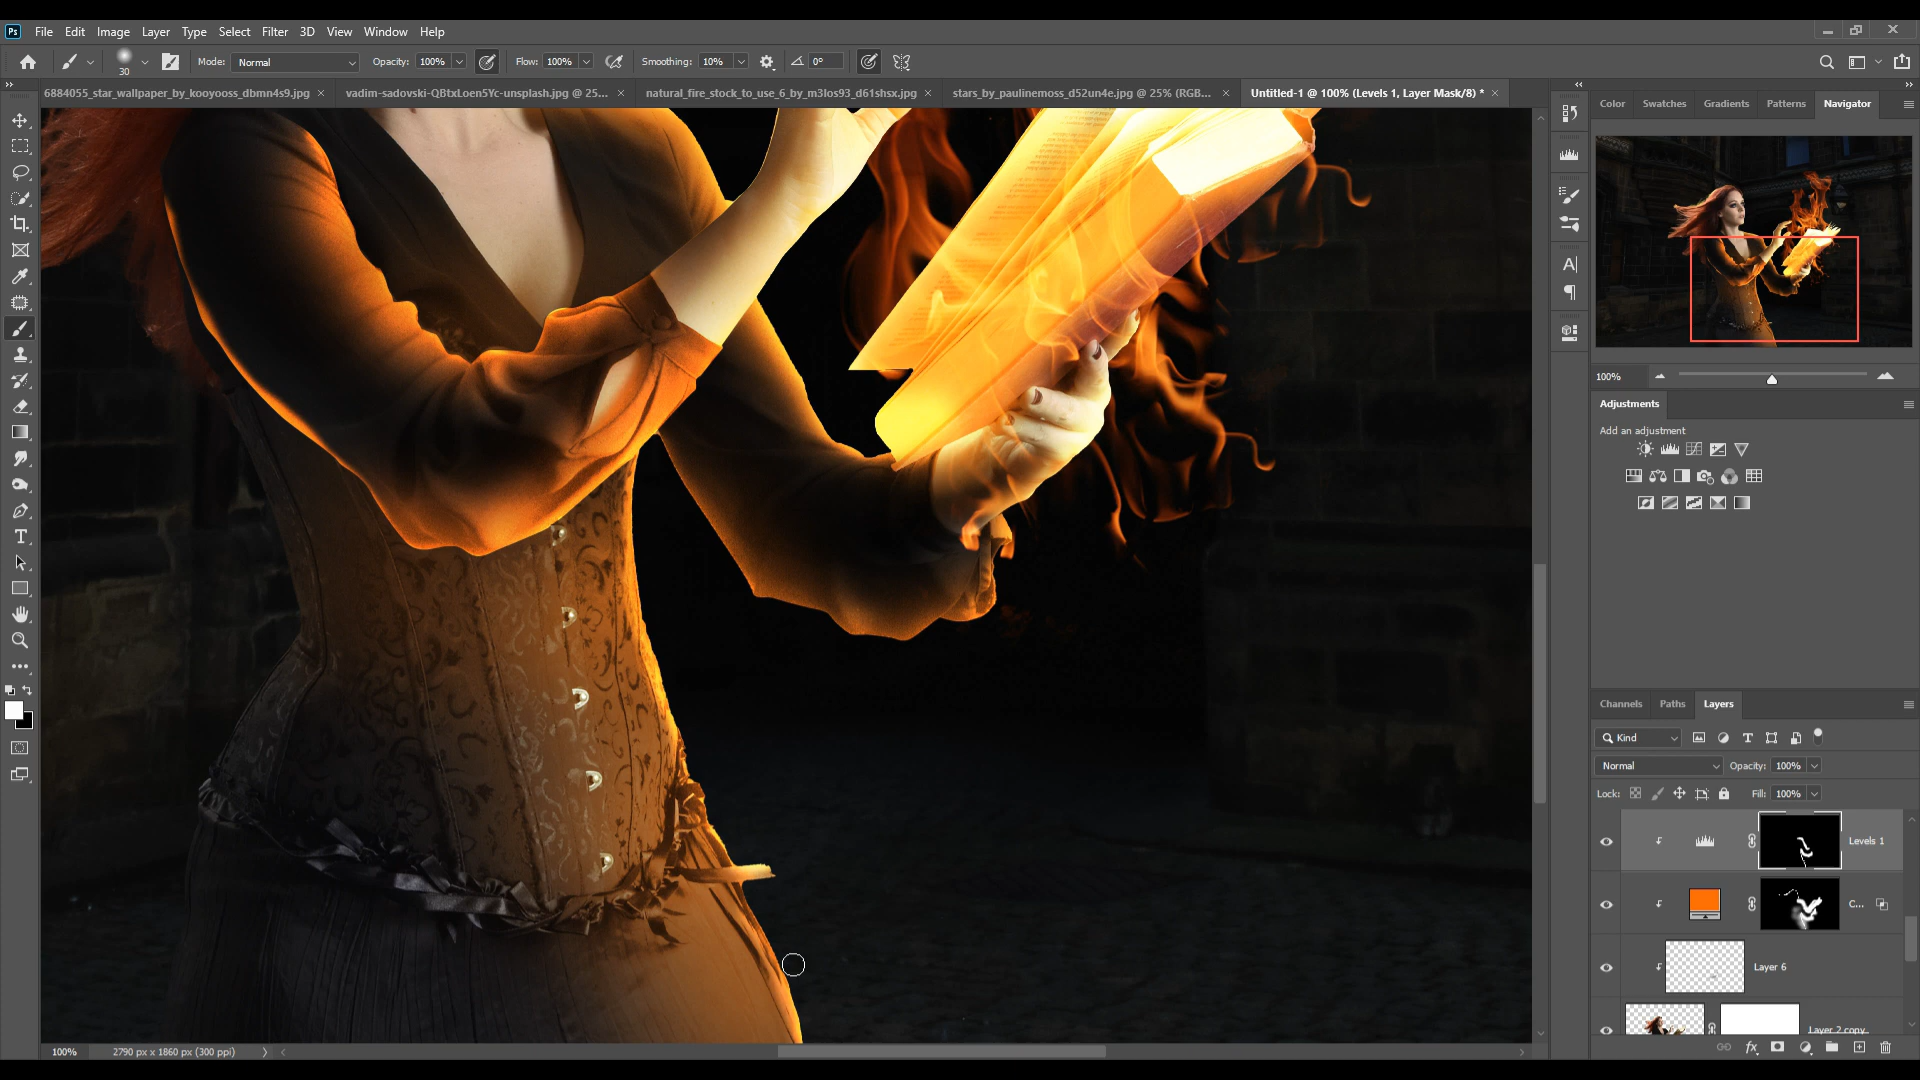 Ps File Edit Image Layer Type Select Filter 3D View Window Help
30 Mode: Normal Opacity: 100% Flow: 100% Smoothing: 10% 0°
6884055_star_wallpaper_by_kooyooss_dbmn4s9.jpg × vadim-sadovski-QBtxLoen5Yc-unsplash.jpg @ 25... × natural_fire_stock_to_use_6_by_m3los93_d61shsx.jpg × stars_by_paulinemoss_d52un4e.jpg @ 25% (RGB... × Untitled-1 @ 100% (Levels 1, Layer Mask/8) * ×
Color Swatches Gradients Patterns Navigator
100%
Adjustments
Add an adjustment
Channels Paths Layers
Kind
Normal Opacity: 100%
Lock: Fill: 100%
Levels 1
C...
Layer 6
Layer 2 copy
100% 2790 px x 1860 px (300 ppi)